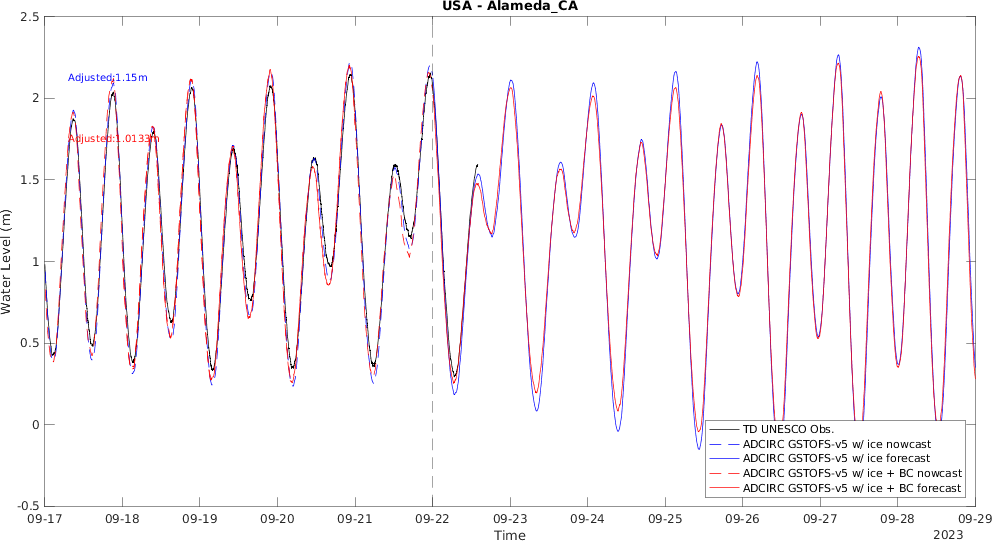 USA - Alameda_CA
2.5
2
1.5
1
0.5
0
-0.5
Water Level (m)
Adjusted:1.15m
Adjusted:1.0133m
TD UNESCO Obs.
ADCIRC GSTOFS-v5 w/ ice nowcast
ADCIRC GSTOFS-v5 w/ ice forecast
ADCIRC GSTOFS-v5 w/ ice + BC nowcast
ADCIRC GSTOFS-v5 w/ ice + BC forecast
09-17 09-18 09-19 09-20 09-21 09-22 09-23 09-24 09-25 09-26 09-27 09-28 09-29
Time
2023